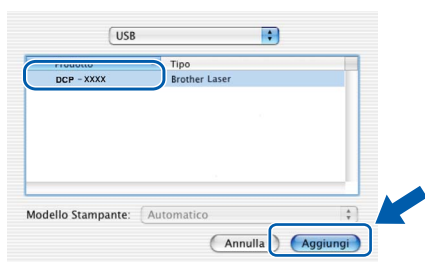 USB
Prodotto Tipo
DCP - XXXX Brother Laser
Modello Stampante: Automatico
Annulla Aggiungi